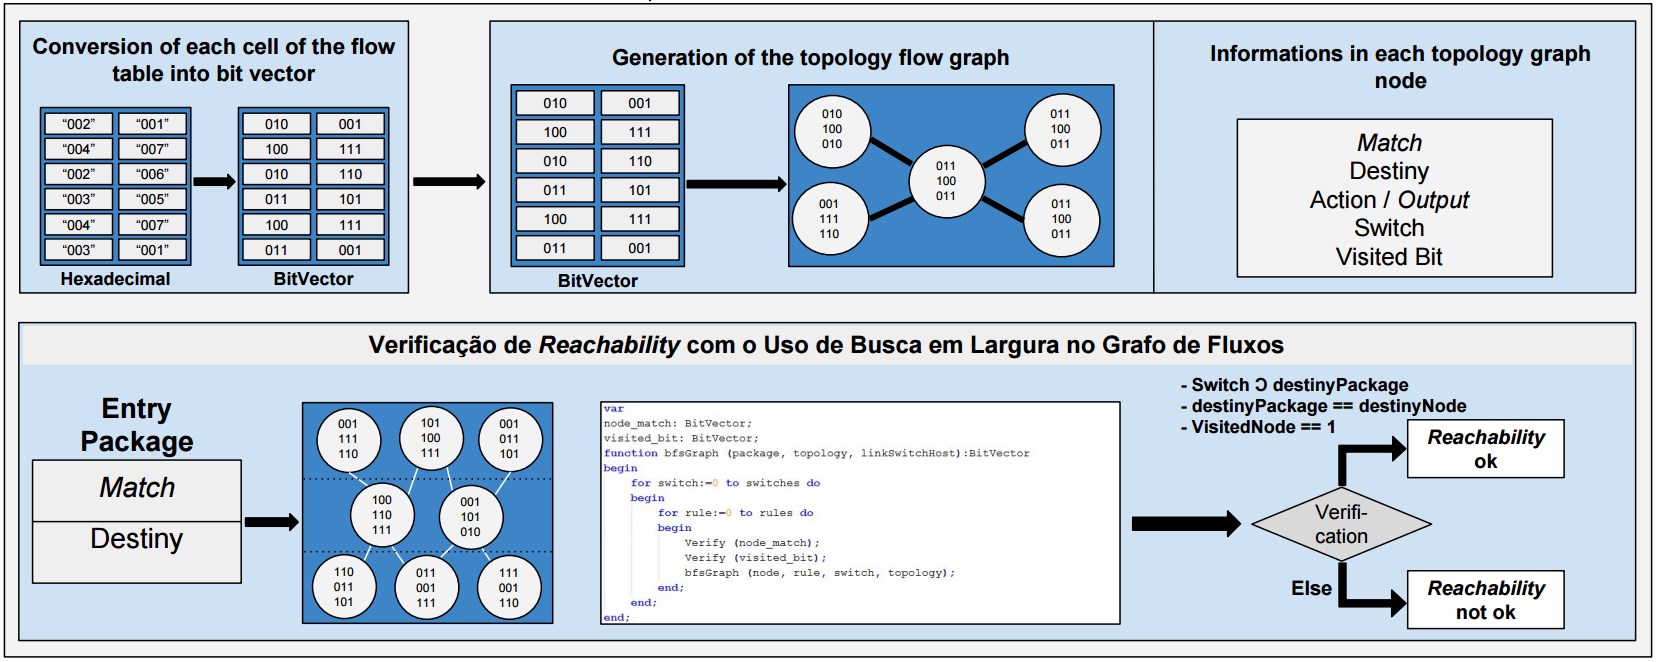 Conversion of each cell of the flow
table into bit vector
“002” “001”
“004” “007”
“002” “006”
“003” “005”
“004” “007”
“003” “001”
Hexadecimal
010 001
100 111
010 110
011 101
100 111
011 001
BitVector
Generation of the topology flow graph
010 001
100 111
010 110
011 101
100 111
011 001
BitVector
010
100
010
011
100
011
011
100
011
001
111
110
011
100
011
Informations in each topology graph
node
Match
Destiny
Action / Output
Switch
Visited Bit
Verificação de Reachability com o Uso de Busca em Largura no Grafo de Fluxos
Entry
Package
Match
Destiny
001
111
110
101
100
111
001
011
101
100
110
111
001
101
010
110
011
101
011
001
111
111
001
110
var
node_match: BitVector;
visited_bit: BitVector;
function bfsGraph (package, topology, linkSwitchHost):BitVector
begin
for switch:=0 to switches do
begin
for rule:=0 to rules do
begin
Verify (node_match);
Verify (visited_bit);
bfsGraph (node, rule, switch, topology);
end;
end;
end;
- Switch Ɔ destinyPackage
- destinyPackage == destinyNode
- VisitedNode == 1
Reachability
ok
Verifi-
cation
Else
Reachability
not ok